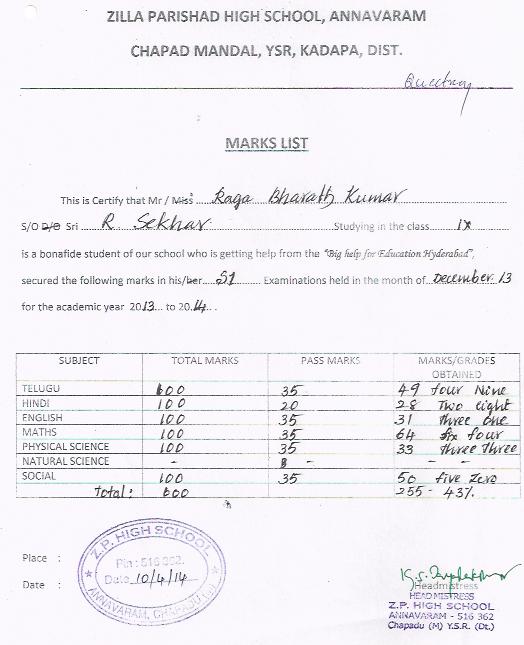 ZILLA PARISHAD HIGH SCHOOL, ANNAVARAM
CHAPAD MANDAL, YSR, KADAPA, DIST.
MARKS LIST
This is Certify that Mr / Miss Raga Bharath Kumar
S/O D/O Sri R. Sekhar Studying in the class IX
is a bonafide student of our school who is getting help from the "Big help for Education Hyderabad",
secured the following marks in his/her S1 Examinations held in the month of December 13
for the academic year 2013 to 2014.
SUBJECT TOTAL MARKS PASS MARKS MARKS/GRADES OBTAINED
TELUGU 100 35 49 four Nine
HINDI 100 20 28 Two eight
ENGLISH 100 35 31 three one
MATHS 100 35 64 six four
PHYSICAL SCIENCE 100 35 33 three three
NATURAL SCIENCE - - - -
SOCIAL 100 35 50 five zero
Total: 600 255 - 43%
Z.P. HIGH SCHOOL
Place :
Pin : 516 362
Date :
Date 10/4/14
ANNAVARAM, CHAPADU
Headmistress
HEAD MISTRESS
Z.P. HIGH SCHOOL
ANNAVARAM - 516 362
Chapadu (M) Y.S.R. (Dt.)